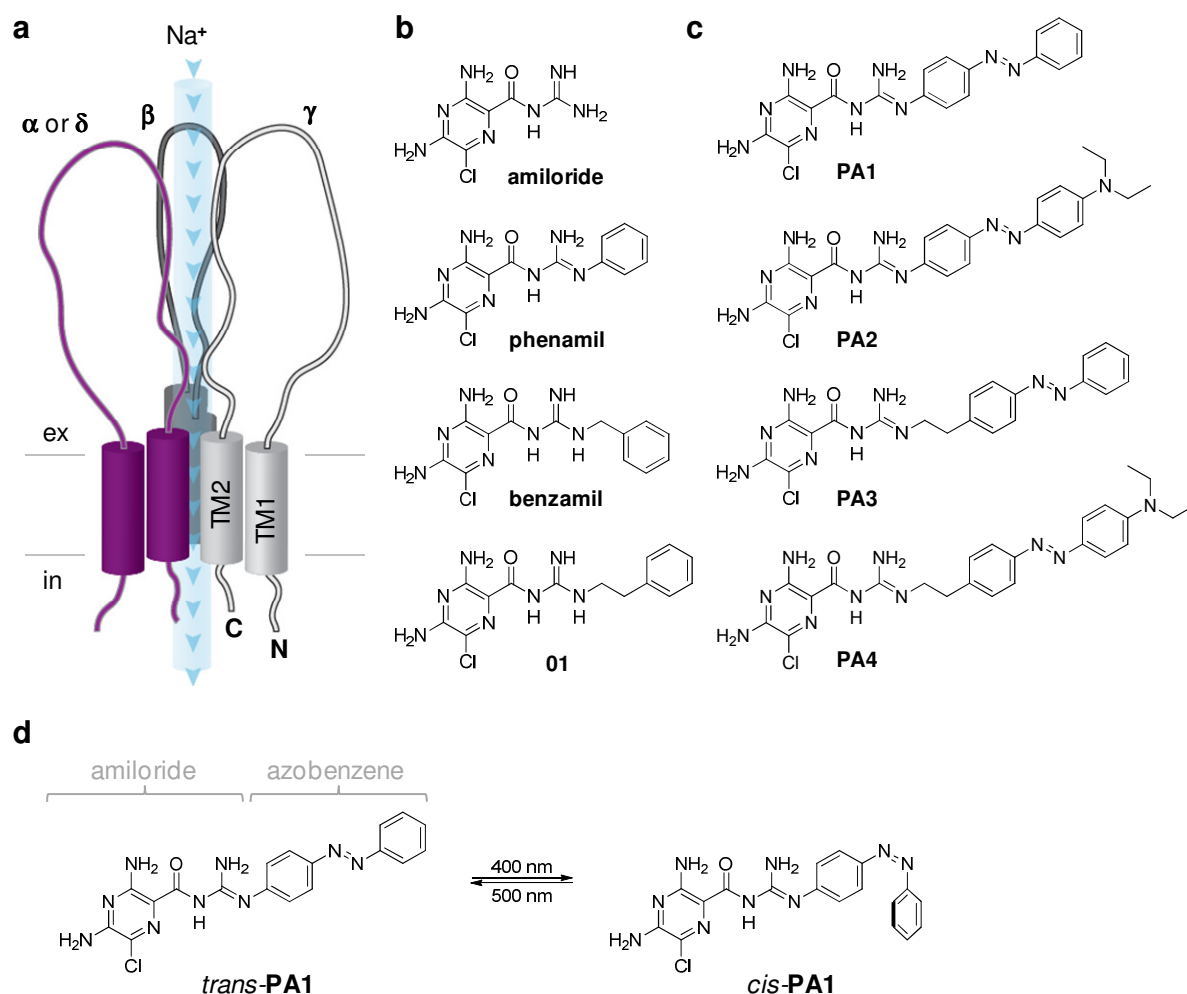 a
Na⁺
α or δ
β
γ
ex
in
TM2
TM1
C
N
b
NH₂
O
NH
N
N
NH₂
H₂N
N
H
Cl
amiloride
NH₂
O
NH₂
N
N
N
H₂N
N
H
Cl
phenamil
NH₂
O
NH
N
N
N
H₂N
N
H
H
Cl
benzamil
NH₂
O
NH
N
N
N
H₂N
N
H
H
Cl
01
c
N
N
NH₂
O
NH₂
N
N
N
H₂N
N
H
Cl
PA1
N
N
N
NH₂
O
NH₂
N
N
N
H₂N
N
H
Cl
PA2
N
N
NH₂
O
NH₂
N
N
N
H₂N
N
H
Cl
PA3
N
N
N
NH₂
O
NH₂
N
N
N
H₂N
N
H
Cl
PA4
d
amiloride
azobenzene
N
N
NH₂
O
NH₂
N
N
N
H₂N
N
H
Cl
trans-PA1
400 nm
500 nm
N
N
NH₂
O
NH₂
N
N
N
H₂N
N
H
Cl
cis-PA1